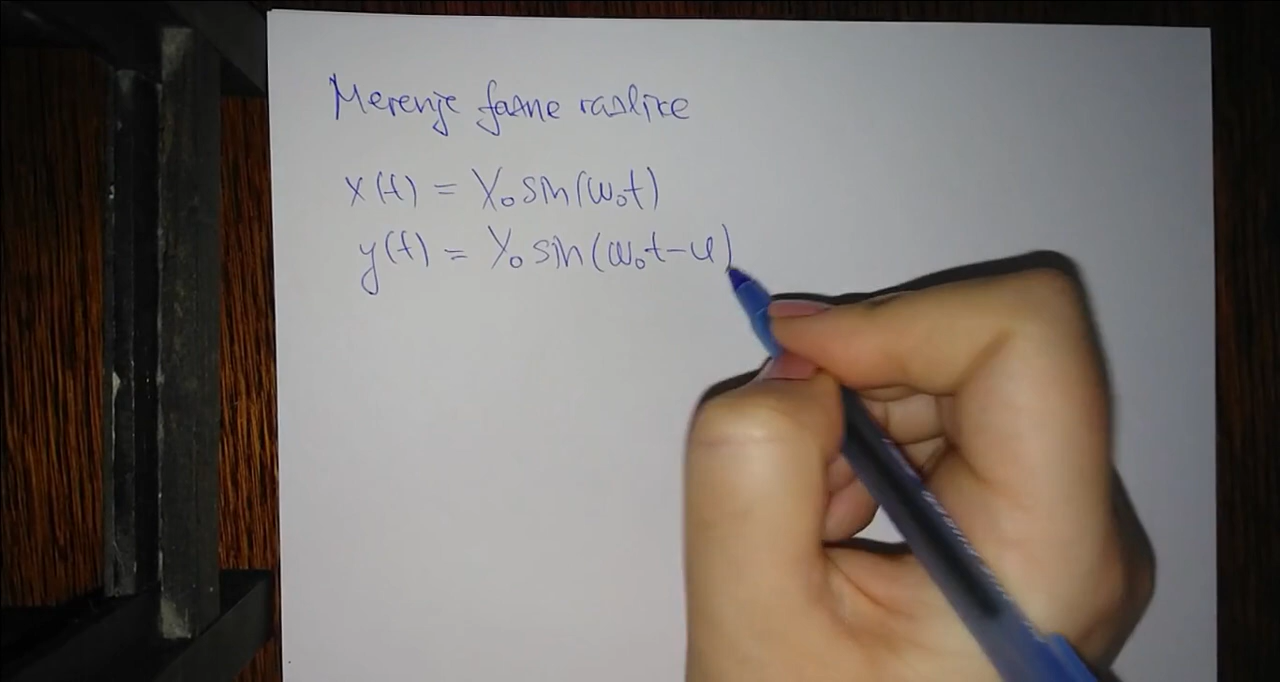 Merenje fazne razlike
x(t) = X₀ sin(ω₀t)
y(t) = Y₀ sin(ω₀t-φ)